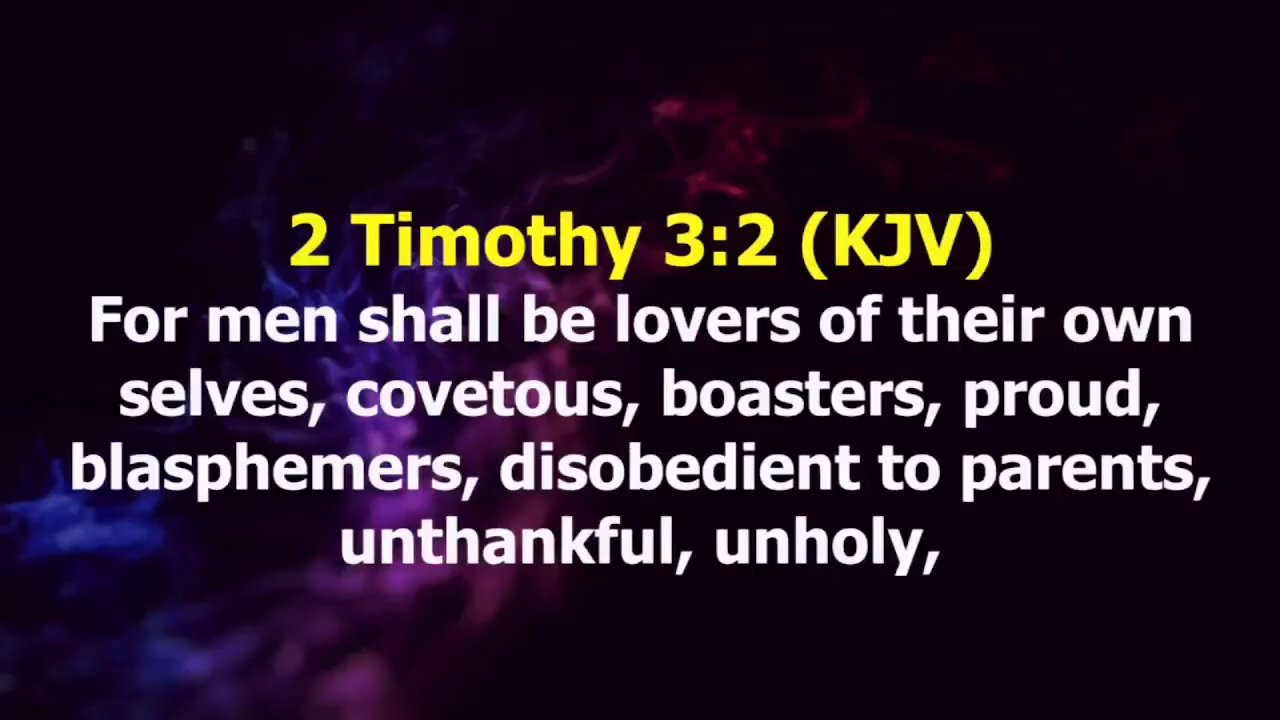 2 Timothy 3:2 (KJV)
For men shall be lovers of their own
selves, covetous, boasters, proud,
blasphemers, disobedient to parents,
unthankful, unholy,